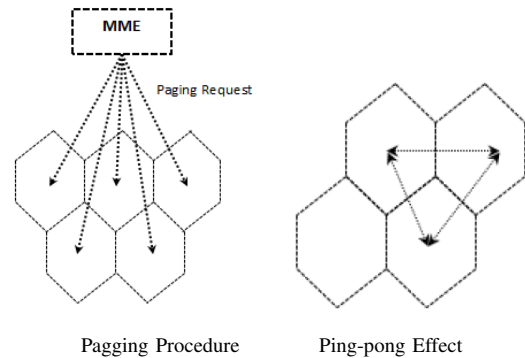 MME
Paging Request
Pagging Procedure
Ping-pong Effect